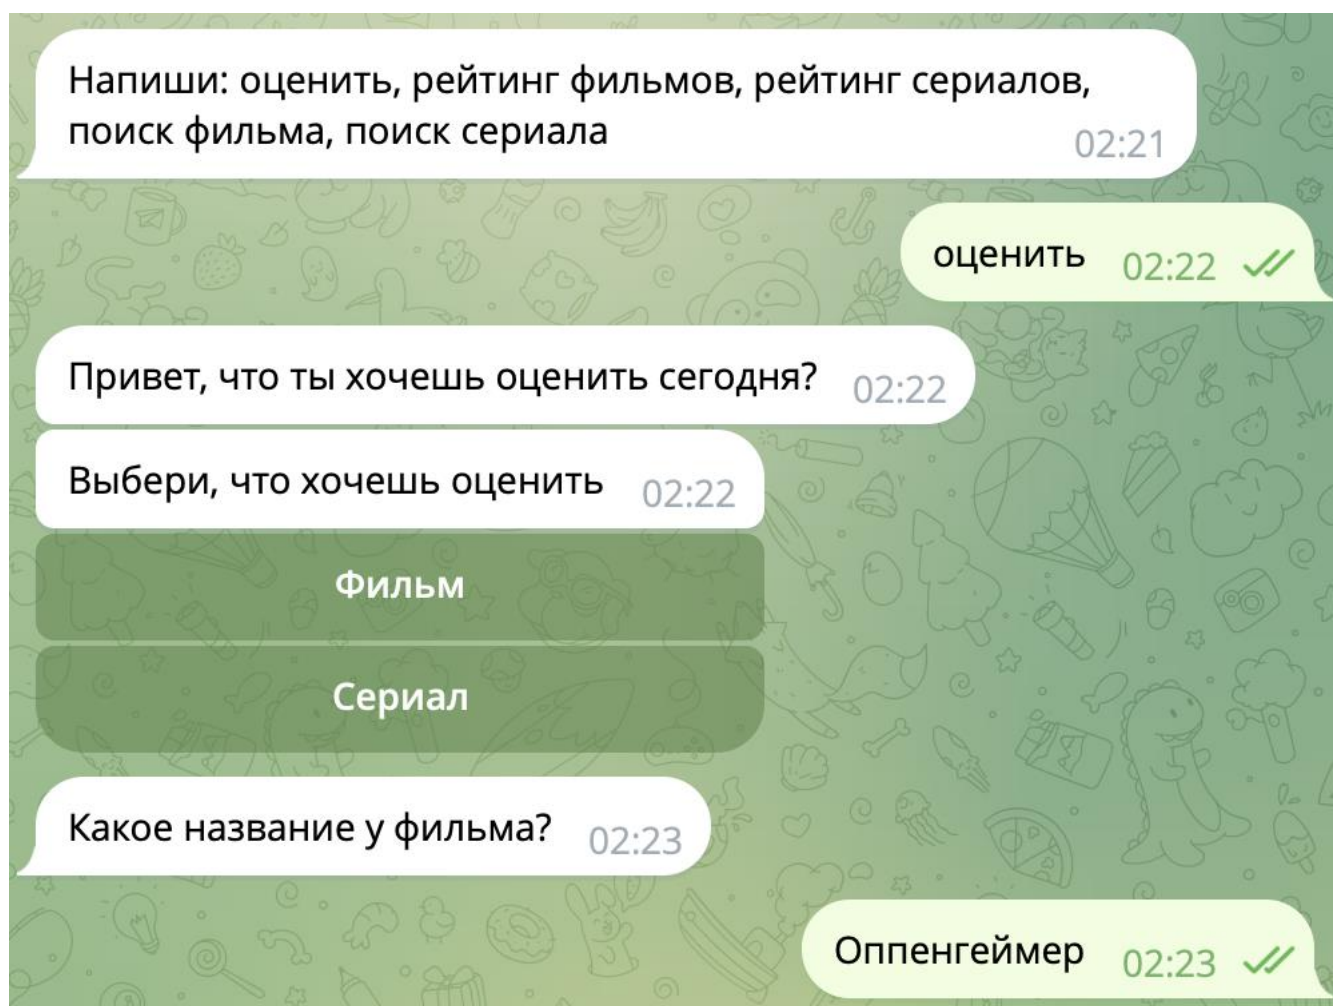 Напиши: оценить, рейтинг фильмов, рейтинг сериалов,
поиск фильма, поиск сериала
02:21
оценить 02:22
Привет, что ты хочешь оценить сегодня? 02:22
Выбери, что хочешь оценить 02:22
Фильм
Сериал
Какое название у фильма? 02:23
Оппенгеймер 02:23